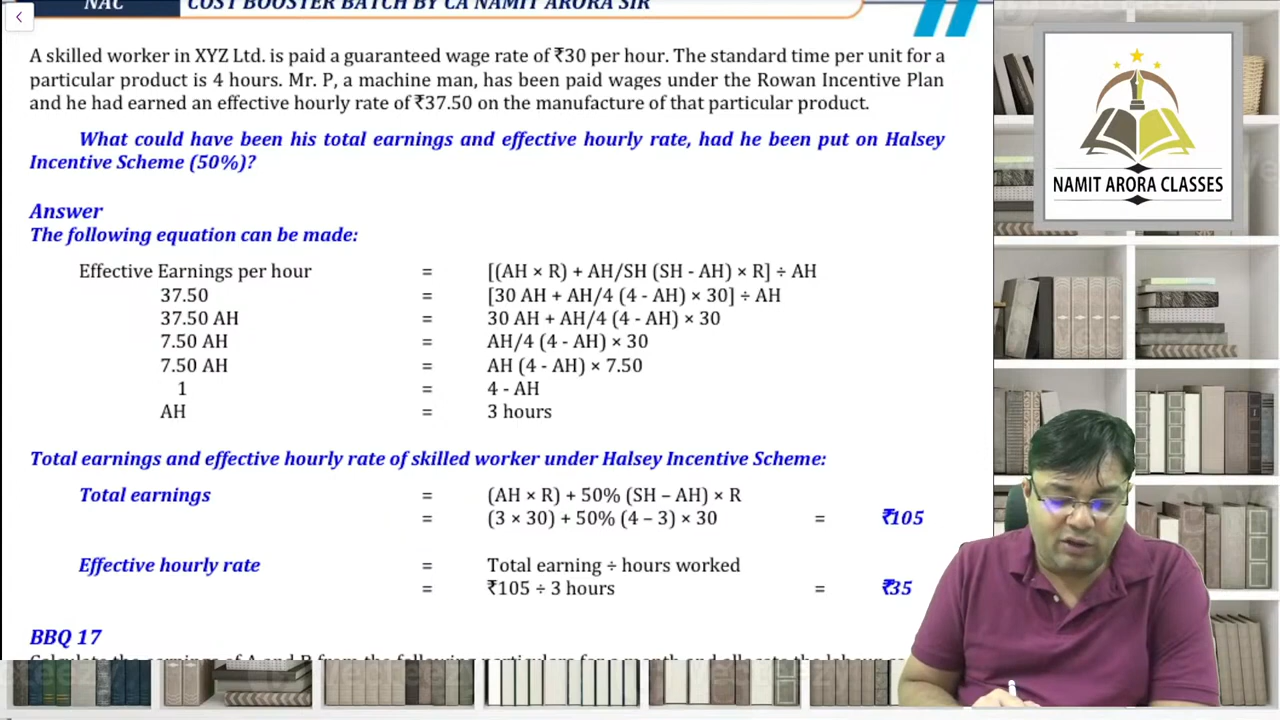 NAC COST BOOSTER BATCH BY CA NAMIT ARORA SIR
A skilled worker in XYZ Ltd. is paid a guaranteed wage rate of ₹30 per hour. The standard time per unit for a
particular product is 4 hours. Mr. P, a machine man, has been paid wages under the Rowan Incentive Plan
and he had earned an effective hourly rate of ₹37.50 on the manufacture of that particular product.
What could have been his total earnings and effective hourly rate, had he been put on Halsey
Incentive Scheme (50%)?
Answer
The following equation can be made:
Effective Earnings per hour = [(AH × R) + AH/SH (SH - AH) × R] ÷ AH
37.50 = [30 AH + AH/4 (4 - AH) × 30] ÷ AH
37.50 AH = 30 AH + AH/4 (4 - AH) × 30
7.50 AH = AH/4 (4 - AH) × 30
7.50 AH = AH (4 - AH) × 7.50
1 = 4 - AH
AH = 3 hours
Total earnings and effective hourly rate of skilled worker under Halsey Incentive Scheme:
Total earnings = (AH × R) + 50% (SH – AH) × R
= (3 × 30) + 50% (4 – 3) × 30 = ₹105
Effective hourly rate = Total earning ÷ hours worked
= ₹105 ÷ 3 hours = ₹35
BBQ 17
NAMIT ARORA CLASSES